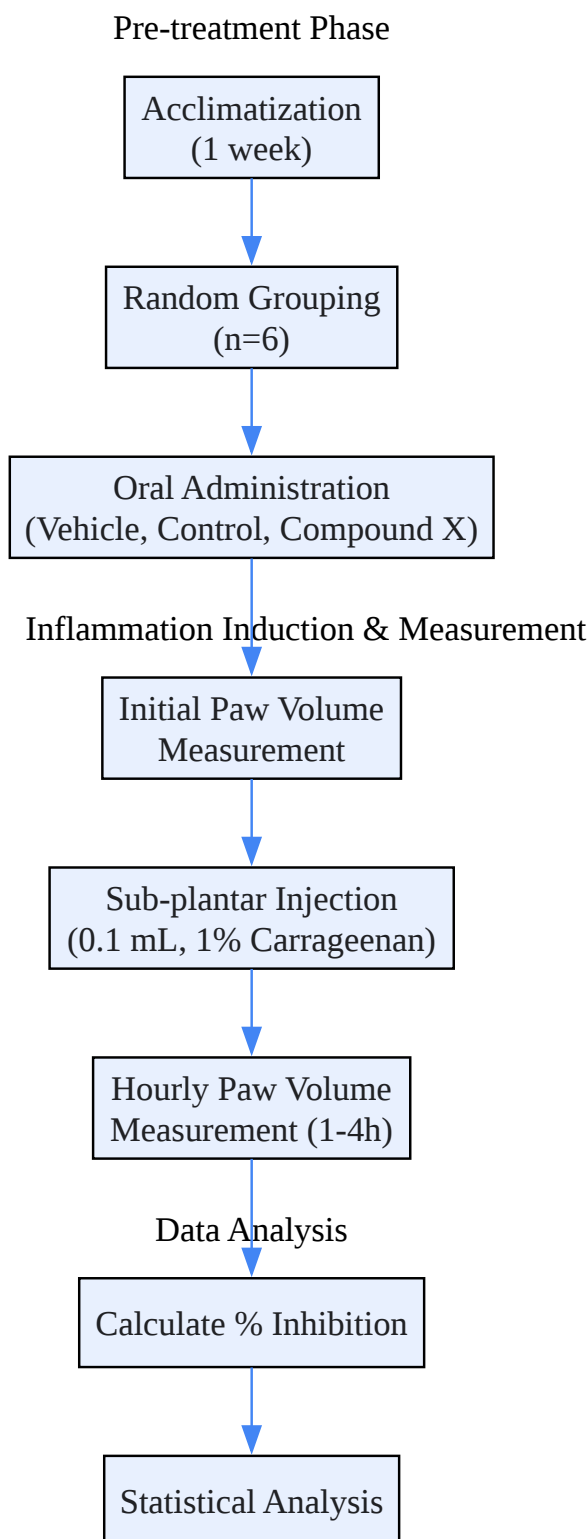 Pre-treatment Phase
Acclimatization
(1 week)
Random Grouping
(n=6)
Oral Administration
(Vehicle, Control, Compound X)
Inflammation Induction & Measurement
Initial Paw Volume
Measurement
Sub-plantar Injection
(0.1 mL, 1% Carrageenan)
Hourly Paw Volume
Measurement (1-4h)
Data Analysis
Calculate % Inhibition
Statistical Analysis